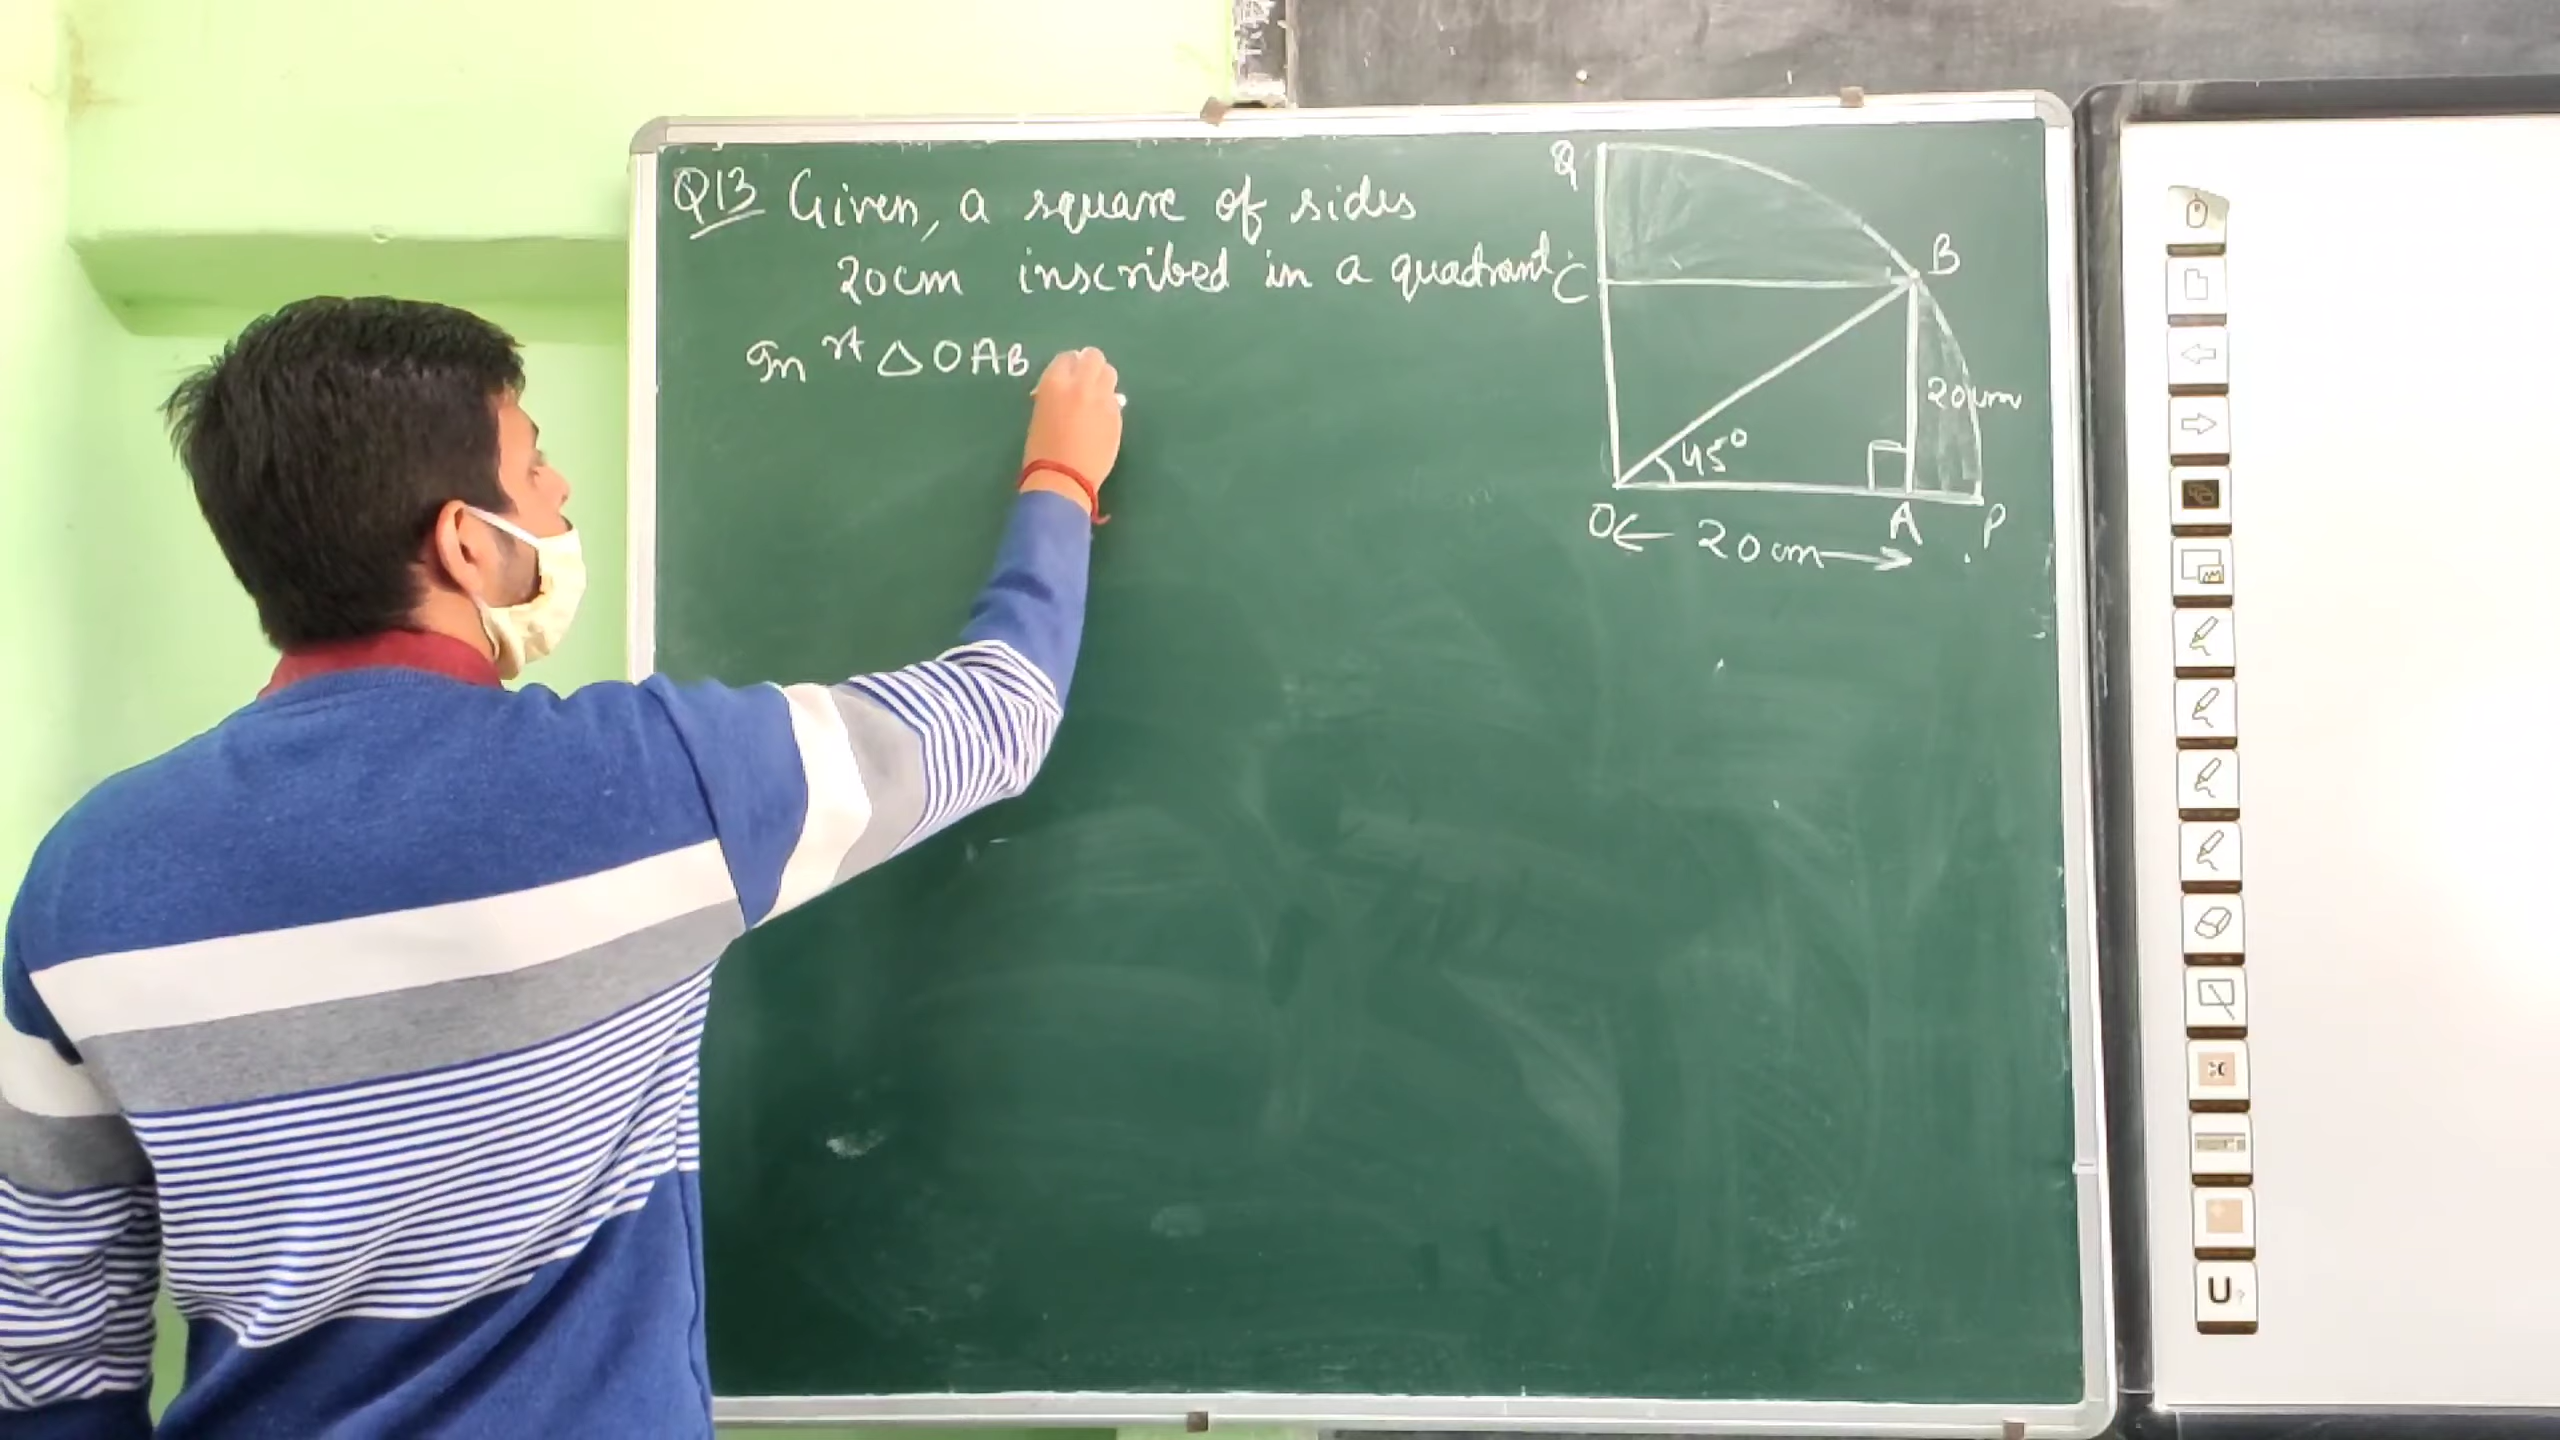 Q13 Given, a square of sides
20cm inscribed in a quadrant
In rt △OAB
Q
B
C
20cm
45°
O
A
P
← 20cm →
U?